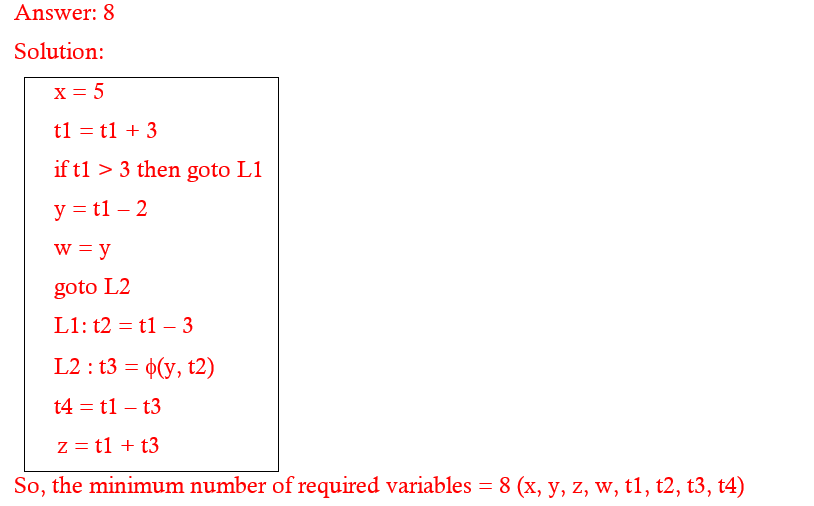 Answer: 8
Solution:
x = 5
t1 = t1 + 3
if t1 > 3 then goto L1
y = t1 – 2
w = y
goto L2
L1: t2 = t1 – 3
L2 : t3 = ϕ(y, t2)
t4 = t1 – t3
z = t1 + t3
So, the minimum number of required variables = 8 (x, y, z, w, t1, t2, t3, t4)